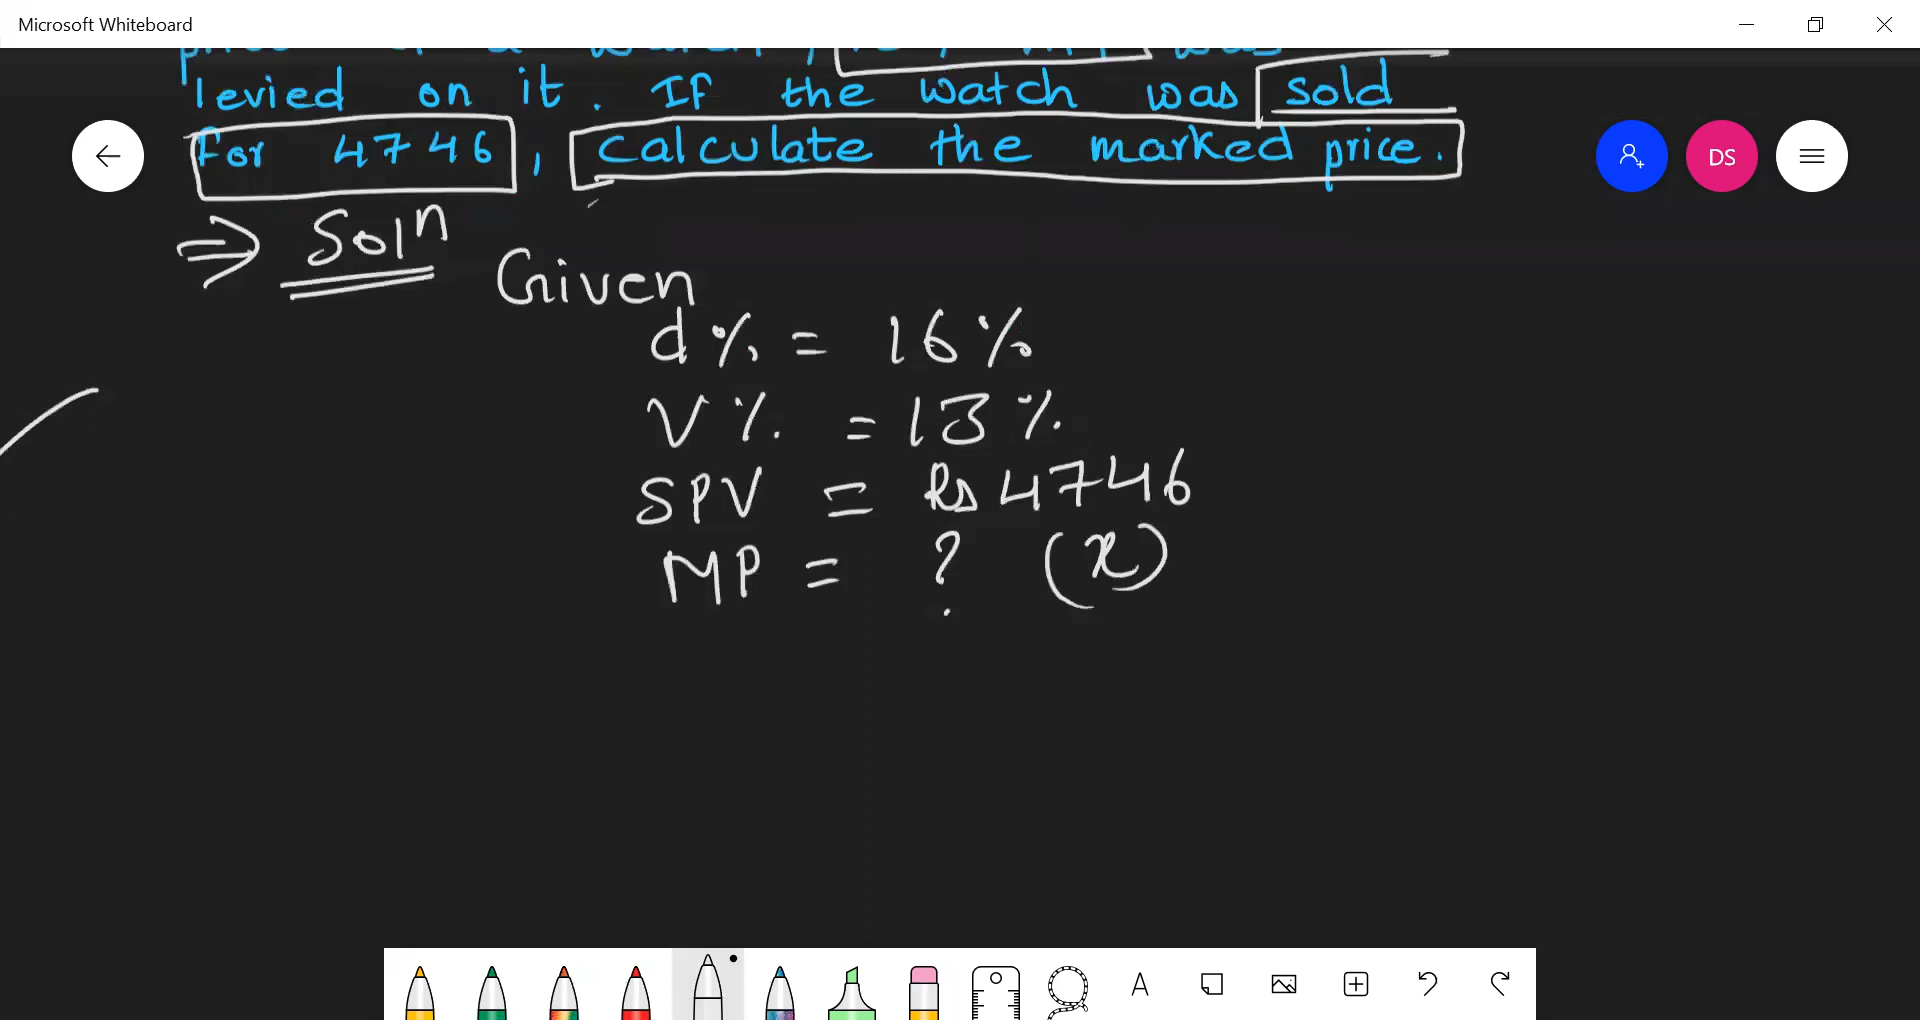 Microsoft Whiteboard
levied on it. If the watch was sold
for 4746, calculate the marked price.
⇒ Solⁿ Given
d% = 16%
V% = 13%
SPV = Rs 4746
MP = ? (x)
DS
A